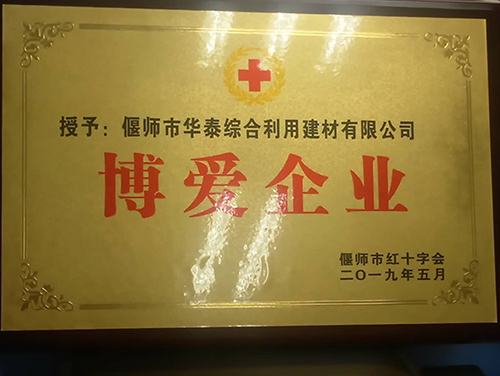 授予：偃师市华泰综合利用建材有限公司
博爱企业
偃师市红十字会
二〇一九年五月